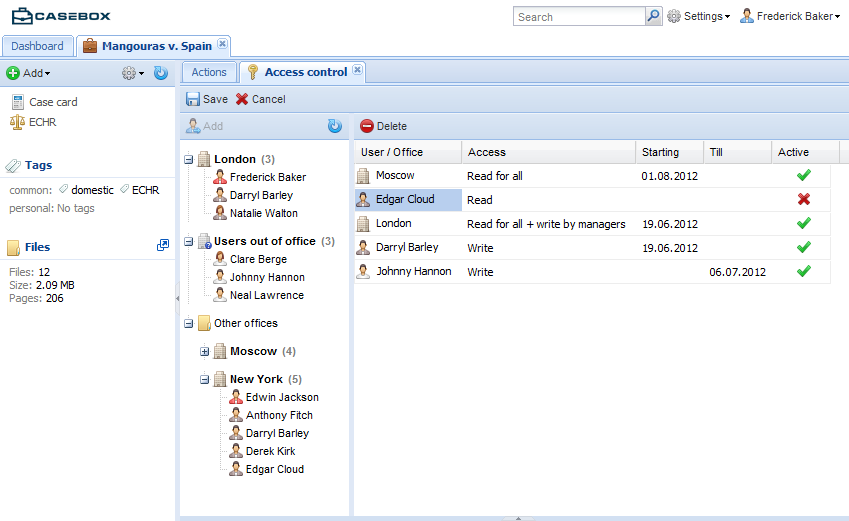 CASEBOX
Search
Settings
Frederick Baker
Dashboard
Mangouras v. Spain
Add
Case card
ECHR
Tags
common: domestic ECHR
personal: No tags
Files
Files: 12
Size: 2.09 MB
Pages: 206
Actions
Access control
Save Cancel
Add
London (3)
Frederick Baker
Darryl Barley
Natalie Walton
Users out of office (3)
Clare Berge
Johnny Hannon
Neal Lawrence
Other offices
Moscow (4)
New York (5)
Edwin Jackson
Anthony Fitch
Darryl Barley
Derek Kirk
Edgar Cloud
Delete
User / Office Access Starting Till Active
Moscow Read for all 01.08.2012
Edgar Cloud Read
London Read for all + write by managers 19.06.2012
Darryl Barley Write 19.06.2012
Johnny Hannon Write 06.07.2012